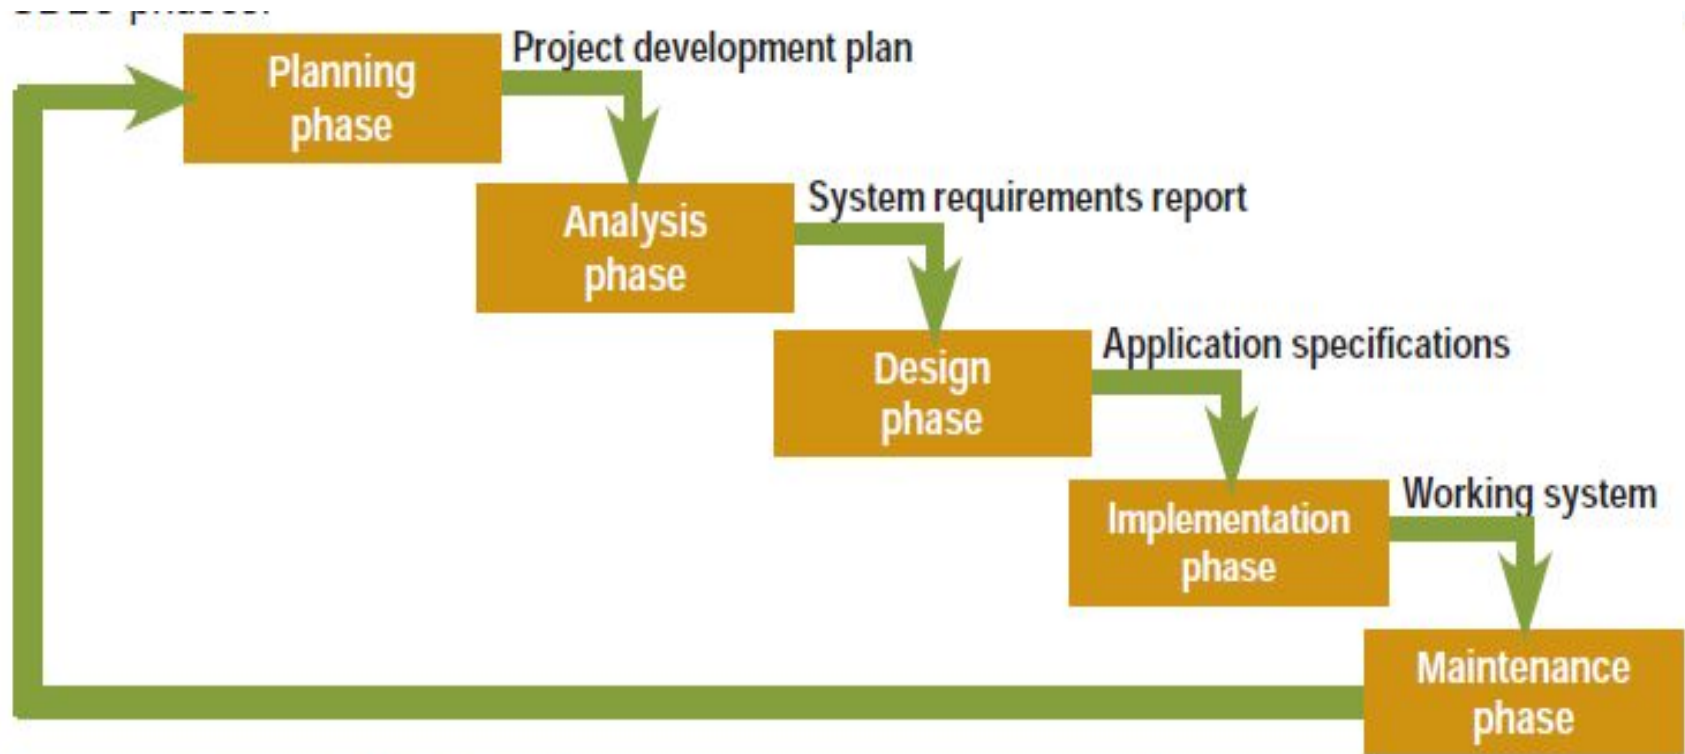 phases.
Planning
phase
Project development plan
Analysis
phase
System requirements report
Design
phase
Application specifications
Implementation
phase
Working system
Maintenance
phase